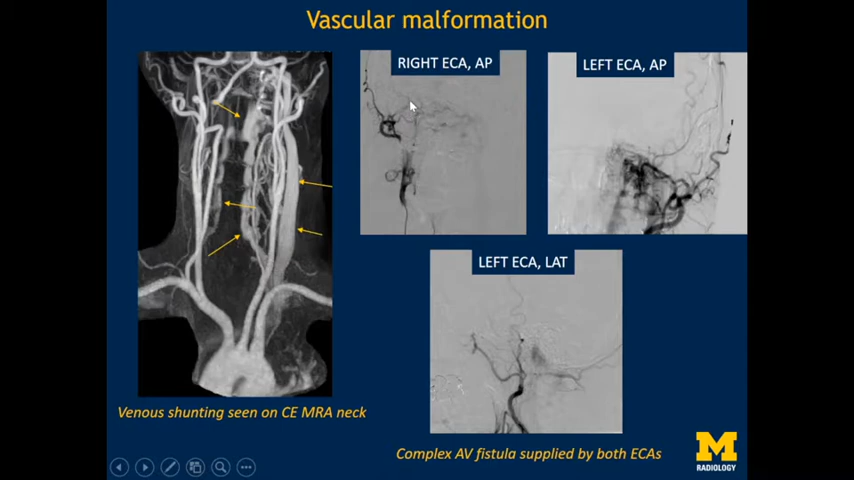 Vascular malformation
RIGHT ECA, AP
LEFT ECA, AP
LEFT ECA, LAT
Venous shunting seen on CE MRA neck
Complex AV fistula supplied by both ECAs
M
RADIOLOGY